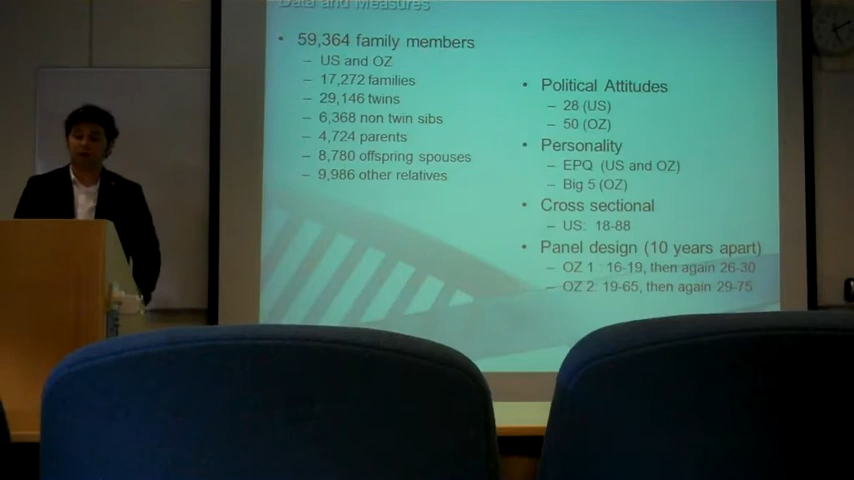 Data and Measures
• 59,364 family members
– US and OZ
– 17,272 families
– 29,146 twins
– 6,368 non twin sibs
– 4,724 parents
– 8,780 offspring spouses
– 9,986 other relatives
• Political Attitudes
– 28 (US)
– 50 (OZ)
• Personality
– EPQ (US and OZ)
– Big 5 (OZ)
• Cross sectional
– US: 18-88
• Panel design (10 years apart)
– OZ 1 : 16-19, then again 26-30
– OZ 2: 19-65, then again 29-75